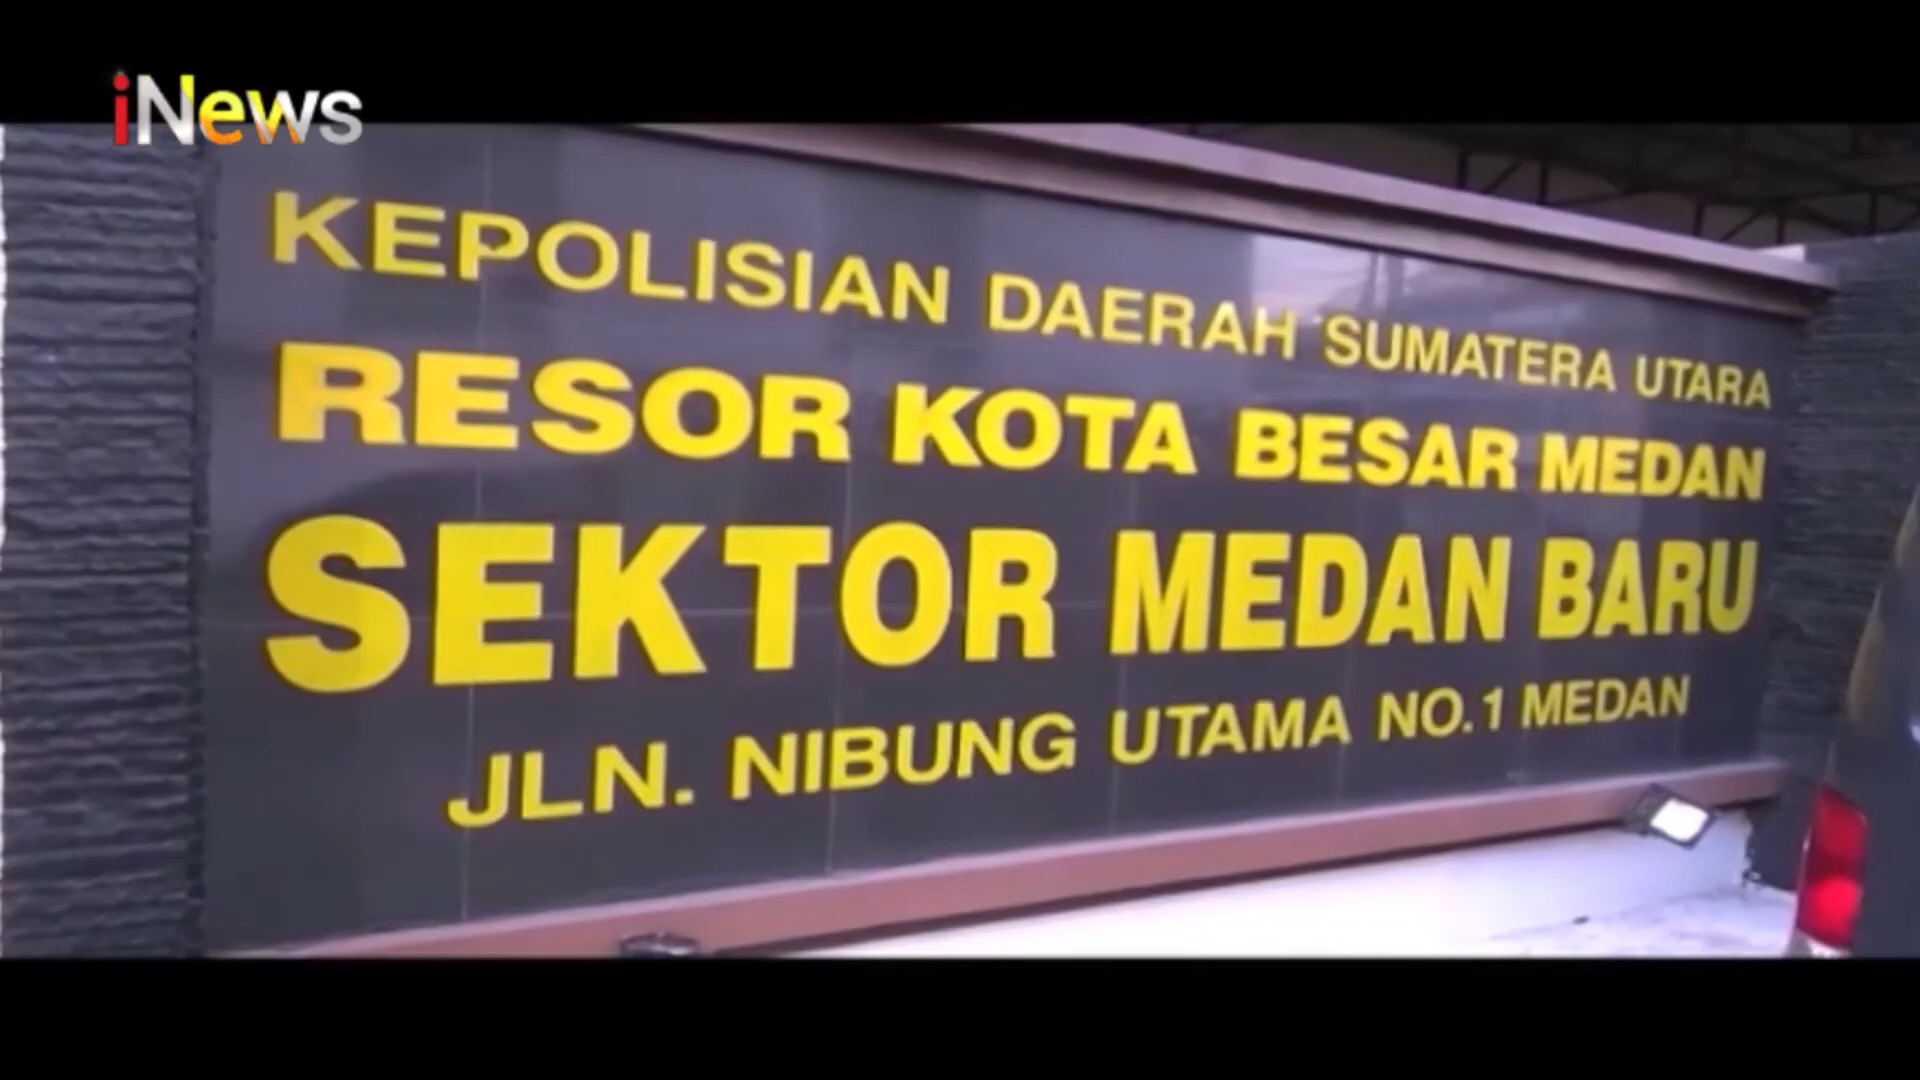 iNews
KEPOLISIAN DAERAH SUMATERA UTARA
RESOR KOTA BESAR MEDAN
SEKTOR MEDAN BARU
JLN. NIBUNG UTAMA NO.1 MEDAN